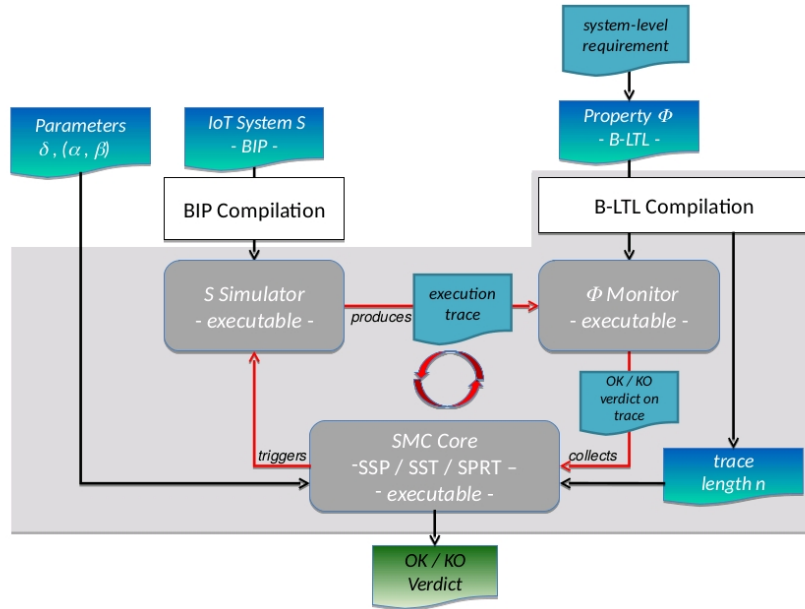 system-level
requirement
Parameters
δ , (α , β)
IoT System S
- BIP -
Property Φ
- B-LTL -
BIP Compilation
B-LTL Compilation
S Simulator
- executable -
produces
execution
trace
Φ Monitor
- executable -
OK / KO
verdict on
trace
SMC Core
-SSP / SST / SPRT –
- executable -
triggers
collects
trace
length n
OK / KO
Verdict